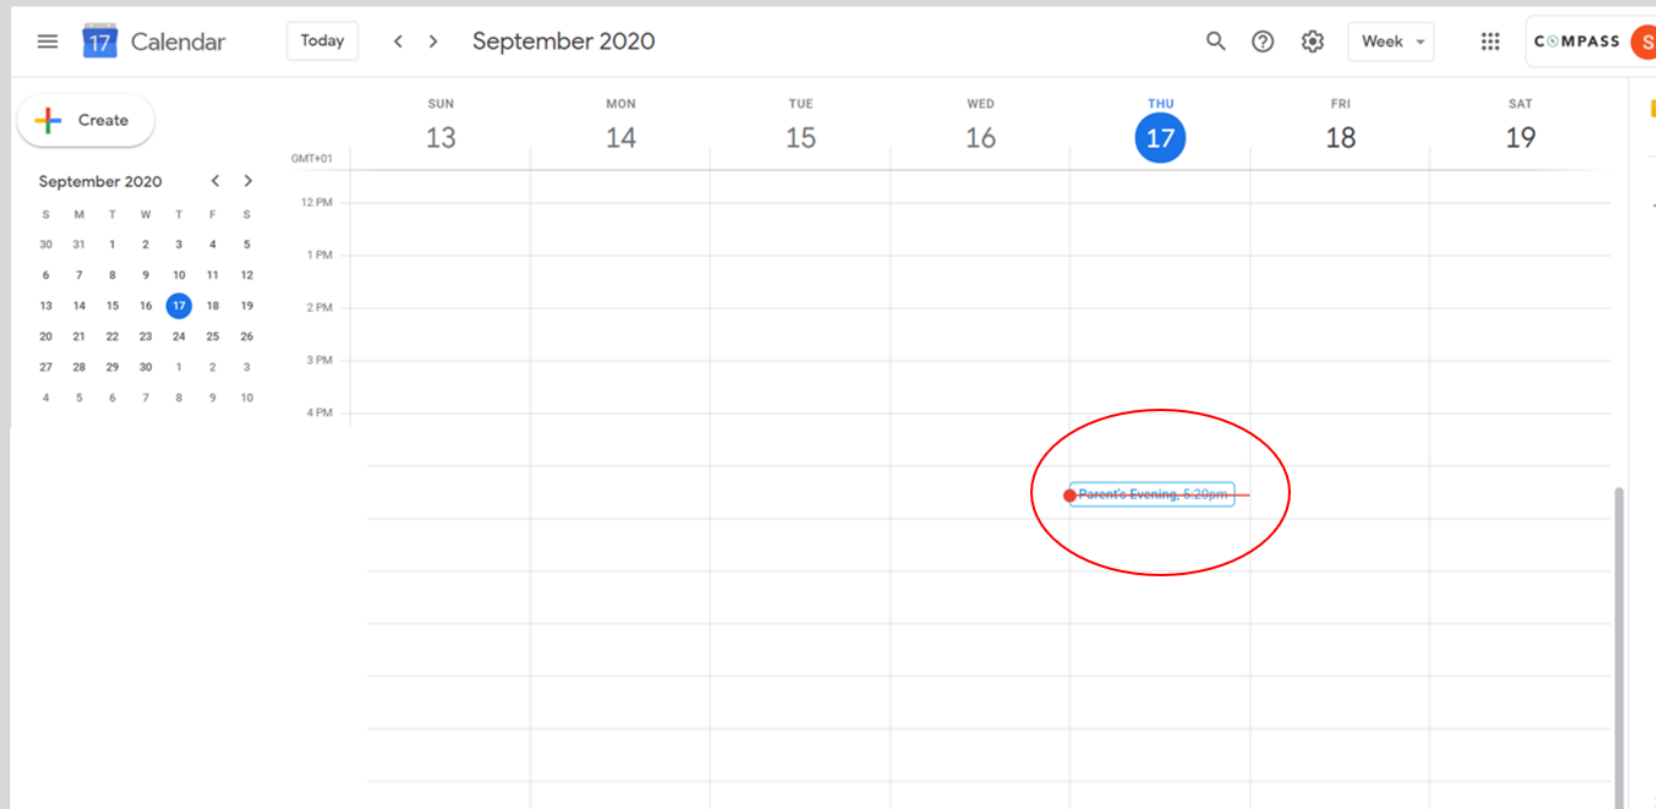 17 Calendar Today September 2020 Week COMPASS S
Create
SUN MON TUE WED THU FRI SAT
13 14 15 16 17 18 19
GMT+01
September 2020
S M T W T F S
30 31 1 2 3 4 5
6 7 8 9 10 11 12
13 14 15 16 17 18 19
20 21 22 23 24 25 26
27 28 29 30 1 2 3
4 5 6 7 8 9 10
12 PM
1 PM
2 PM
3 PM
4 PM
Parent's Evening, 5:20pm